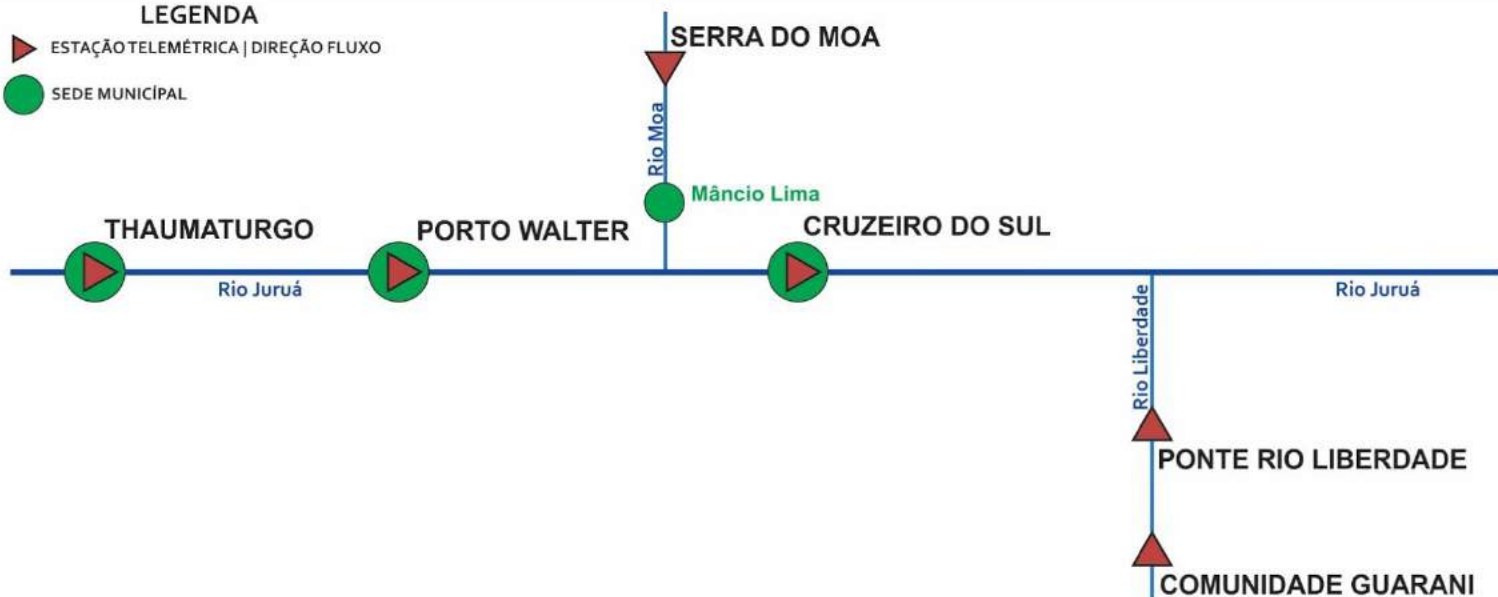 LEGENDA
ESTAÇÃO TELEMÉTRICA | DIREÇÃO FLUXO
SEDE MUNICÍPAL
SERRA DO MOA
Rio Moa
Mâncio Lima
THAUMATURGO
PORTO WALTER
CRUZEIRO DO SUL
Rio Juruá
Rio Juruá
Rio Liberdade
PONTE RIO LIBERDADE
COMUNIDADE GUARANI